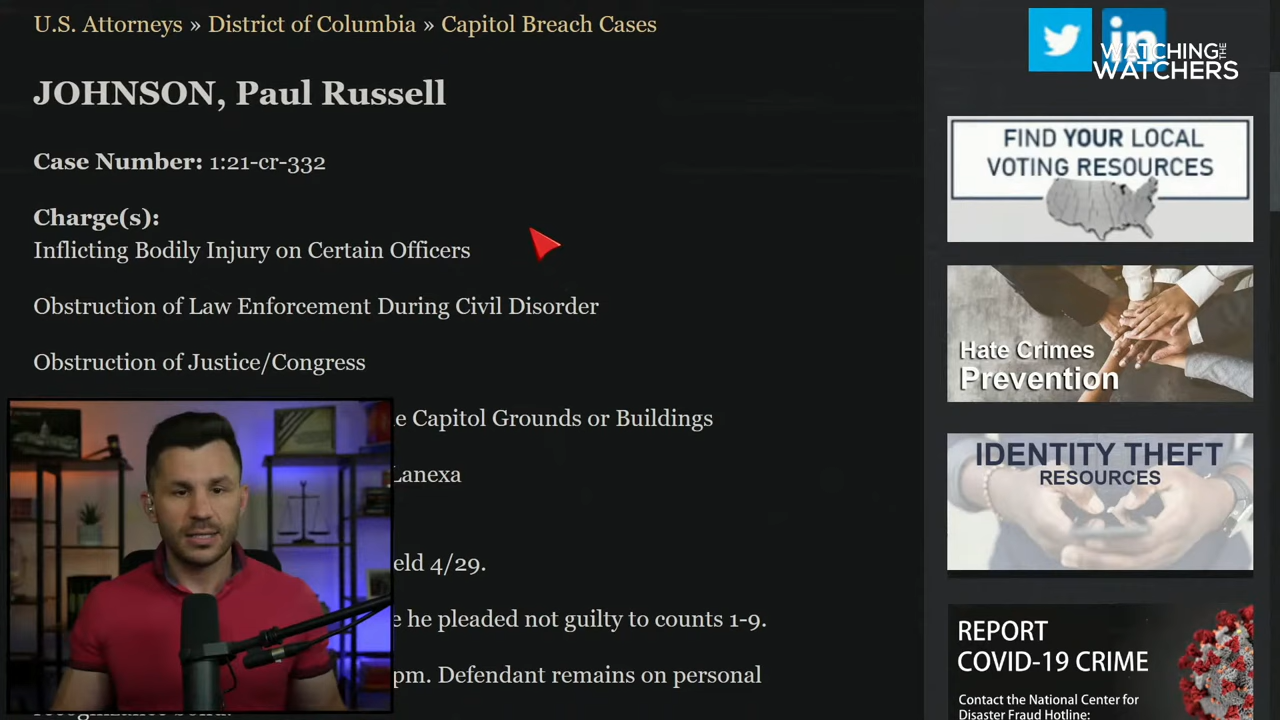 U.S. Attorneys » District of Columbia » Capitol Breach Cases
JOHNSON, Paul Russell
Case Number: 1:21-cr-332
Charge(s):
Inflicting Bodily Injury on Certain Officers
Obstruction of Law Enforcement During Civil Disorder
Obstruction of Justice/Congress
e Capitol Grounds or Buildings
Lanexa
eld 4/29.
e he pleaded not guilty to counts 1-9.
pm. Defendant remains on personal
in
WATCHING THE
WATCHERS
FIND YOUR LOCAL
VOTING RESOURCES
Hate Crimes
Prevention
IDENTITY THEFT
RESOURCES
REPORT
COVID-19 CRIME
Contact the National Center for
Disaster Fraud Hotline: